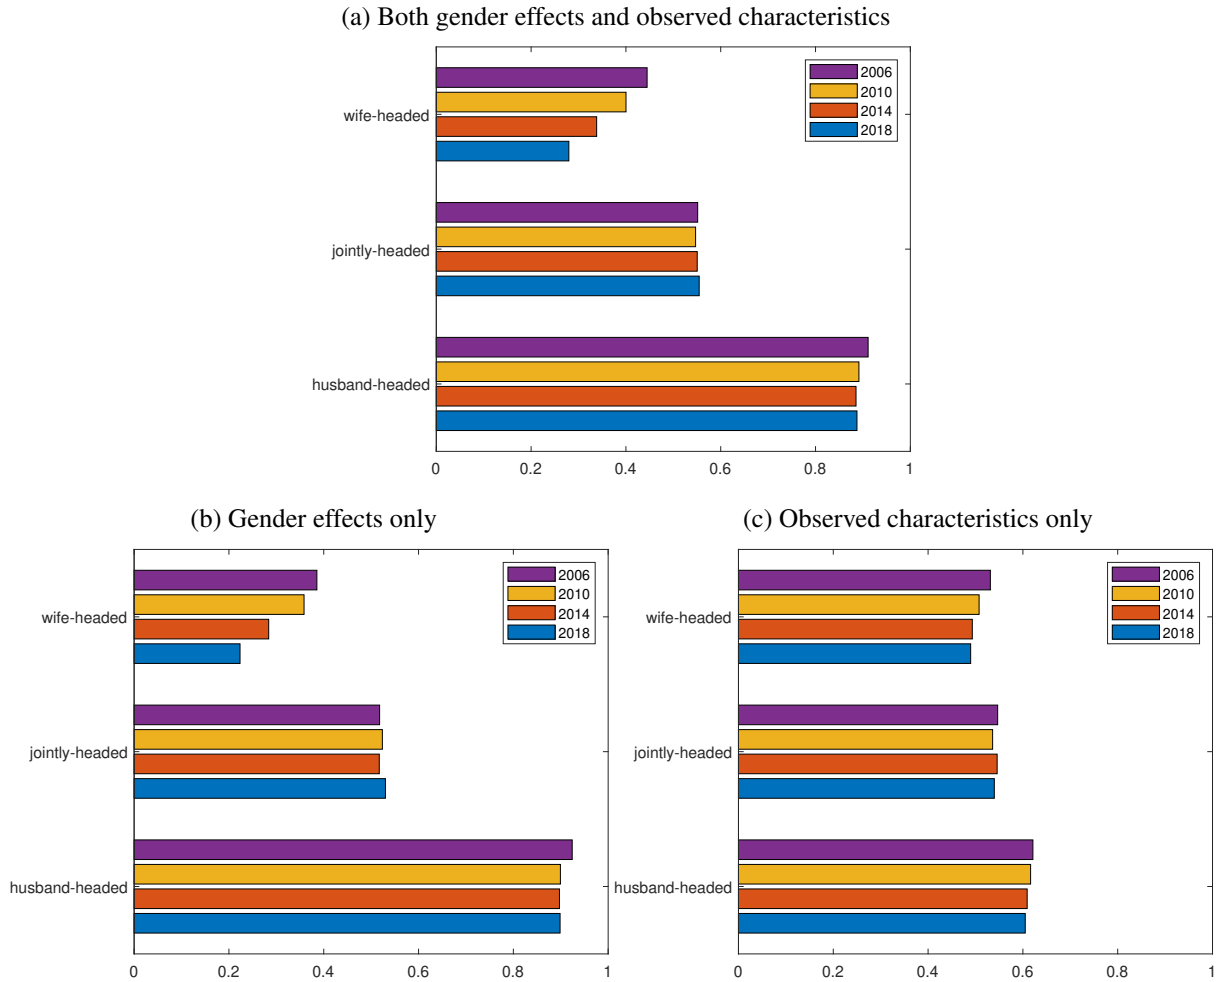 (a) Both gender effects and observed characteristics
2006
2010
2014
2018
wife-headed
jointly-headed
husband-headed
0 0.2 0.4 0.6 0.8 1
(b) Gender effects only
2006
2010
2014
2018
wife-headed
jointly-headed
husband-headed
0 0.2 0.4 0.6 0.8 1
(c) Observed characteristics only
2006
2010
2014
2018
wife-headed
jointly-headed
husband-headed
0 0.2 0.4 0.6 0.8 1